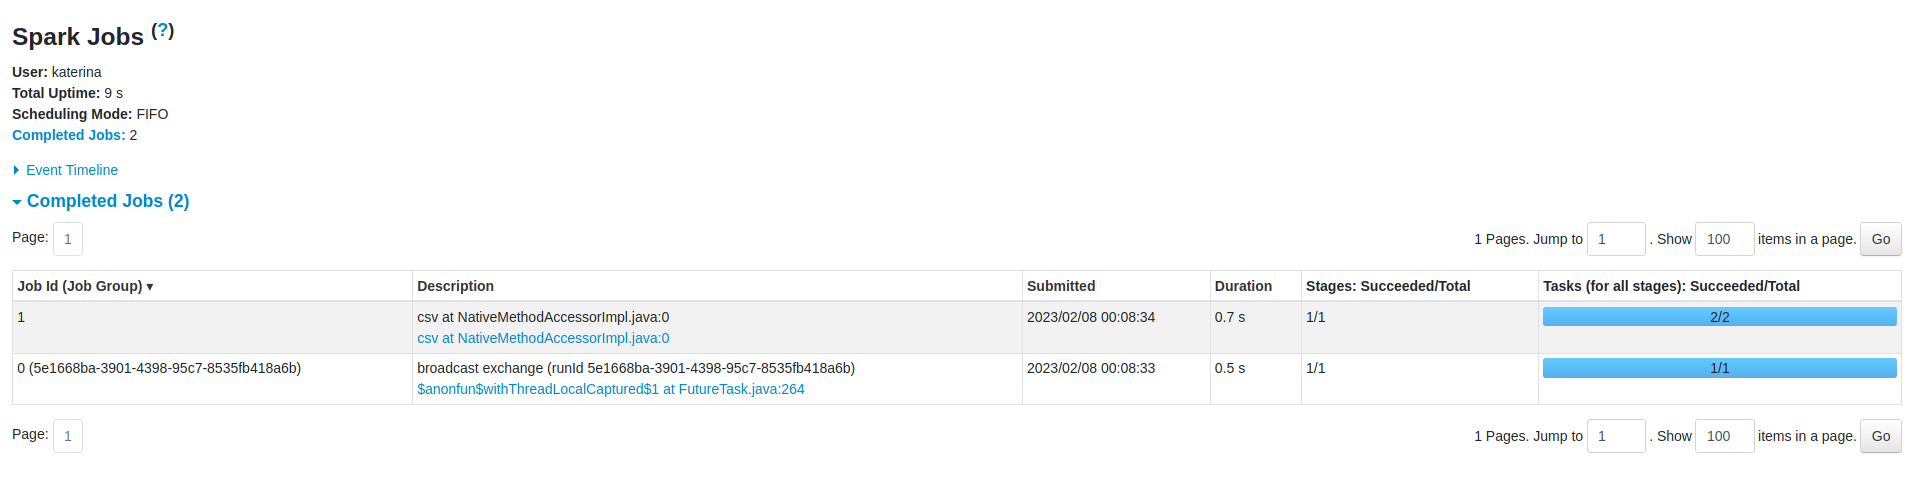 Spark Jobs (?)
User: katerina
Total Uptime: 9 s
Scheduling Mode: FIFO
Completed Jobs: 2
Event Timeline
Completed Jobs (2)
Page: 1 1 Pages. Jump to 1 . Show 100 items in a page. Go
Job Id (Job Group) ▾ Description Submitted Duration Stages: Succeeded/Total Tasks (for all stages): Succeeded/Total
1 csv at NativeMethodAccessorImpl.java:0 2023/02/08 00:08:34 0.7 s 1/1 2/2
csv at NativeMethodAccessorImpl.java:0
0 (5e1668ba-3901-4398-95c7-8535fb418a6b) broadcast exchange (runId 5e1668ba-3901-4398-95c7-8535fb418a6b) 2023/02/08 00:08:33 0.5 s 1/1 1/1
$anonfun$withThreadLocalCaptured$1 at FutureTask.java:264
Page: 1 1 Pages. Jump to 1 . Show 100 items in a page. Go